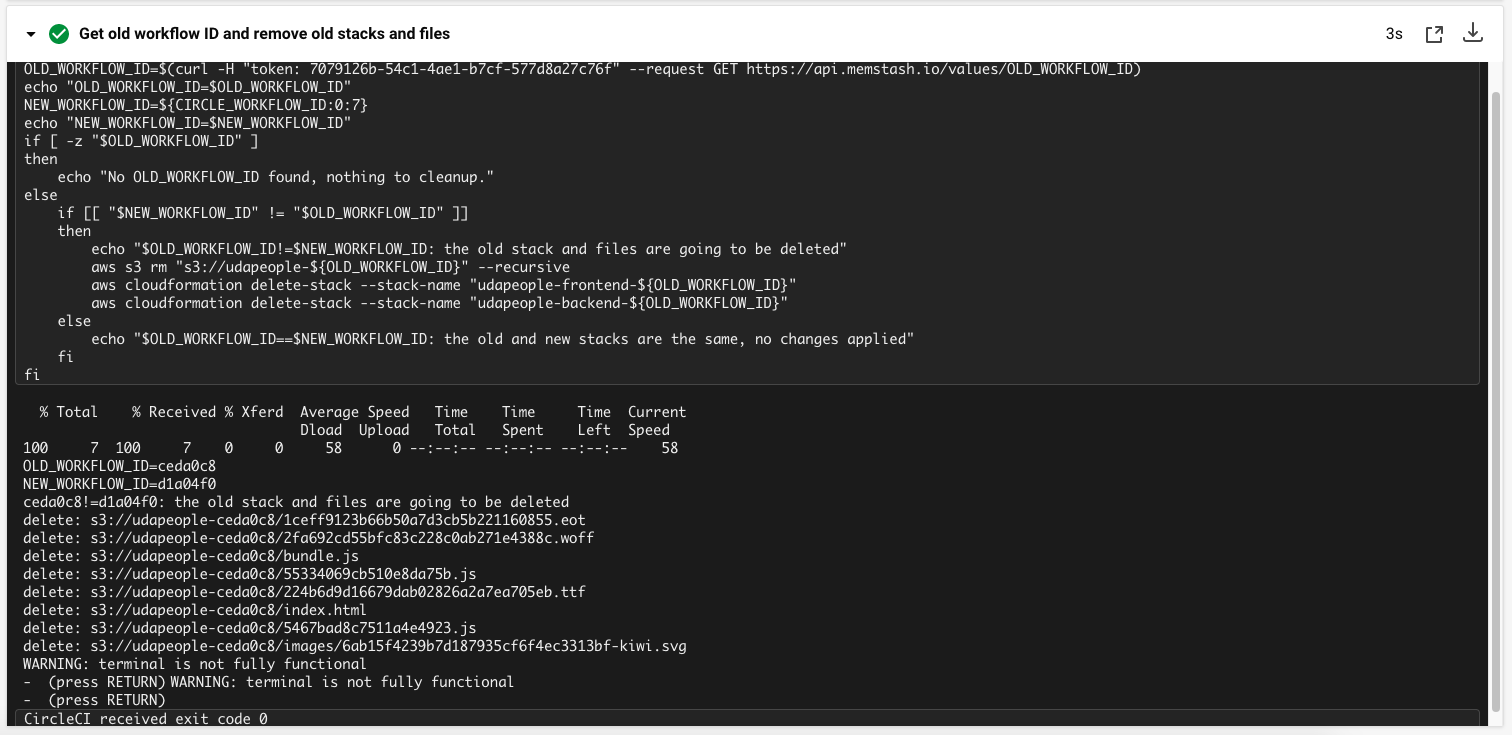 Get old workflow ID and remove old stacks and files
3s
OLD_WORKFLOW_ID=$(curl -H "token: 7079126b-54c1-4ae1-b7cf-577d8a27c76f" --request GET https://api.memstash.io/values/OLD_WORKFLOW_ID)
echo "OLD_WORKFLOW_ID=$OLD_WORKFLOW_ID"
NEW_WORKFLOW_ID=${CIRCLE_WORKFLOW_ID:0:7}
echo "NEW_WORKFLOW_ID=$NEW_WORKFLOW_ID"
if [ -z "$OLD_WORKFLOW_ID" ]
then
    echo "No OLD_WORKFLOW_ID found, nothing to cleanup."
else
    if [[ "$NEW_WORKFLOW_ID" != "$OLD_WORKFLOW_ID" ]]
    then
        echo "$OLD_WORKFLOW_ID!=$NEW_WORKFLOW_ID: the old stack and files are going to be deleted"
        aws s3 rm "s3://udapeople-${OLD_WORKFLOW_ID}" --recursive
        aws cloudformation delete-stack --stack-name "udapeople-frontend-${OLD_WORKFLOW_ID}"
        aws cloudformation delete-stack --stack-name "udapeople-backend-${OLD_WORKFLOW_ID}"
    else
        echo "$OLD_WORKFLOW_ID==$NEW_WORKFLOW_ID: the old and new stacks are the same, no changes applied"
    fi
fi
  % Total    % Received % Xferd  Average Speed   Time    Time     Time  Current
                                 Dload  Upload   Total   Spent    Left  Speed
100     7  100     7    0     0     58      0 --:--:-- --:--:-- --:--:--    58
OLD_WORKFLOW_ID=ceda0c8
NEW_WORKFLOW_ID=d1a04f0
ceda0c8!=d1a04f0: the old stack and files are going to be deleted
delete: s3://udapeople-ceda0c8/1ceff9123b66b50a7d3cb5b221160855.eot
delete: s3://udapeople-ceda0c8/2fa692cd55bfc83c228c0ab271e4388c.woff
delete: s3://udapeople-ceda0c8/bundle.js
delete: s3://udapeople-ceda0c8/55334069cb510e8da75b.js
delete: s3://udapeople-ceda0c8/224b6d9d16679dab02826a2a7ea705eb.ttf
delete: s3://udapeople-ceda0c8/index.html
delete: s3://udapeople-ceda0c8/5467bad8c7511a4e4923.js
delete: s3://udapeople-ceda0c8/images/6ab15f4239b7d187935cf6f4ec3313bf-kiwi.svg
WARNING: terminal is not fully functional
-  (press RETURN) WARNING: terminal is not fully functional
-  (press RETURN)
CircleCI received exit code 0